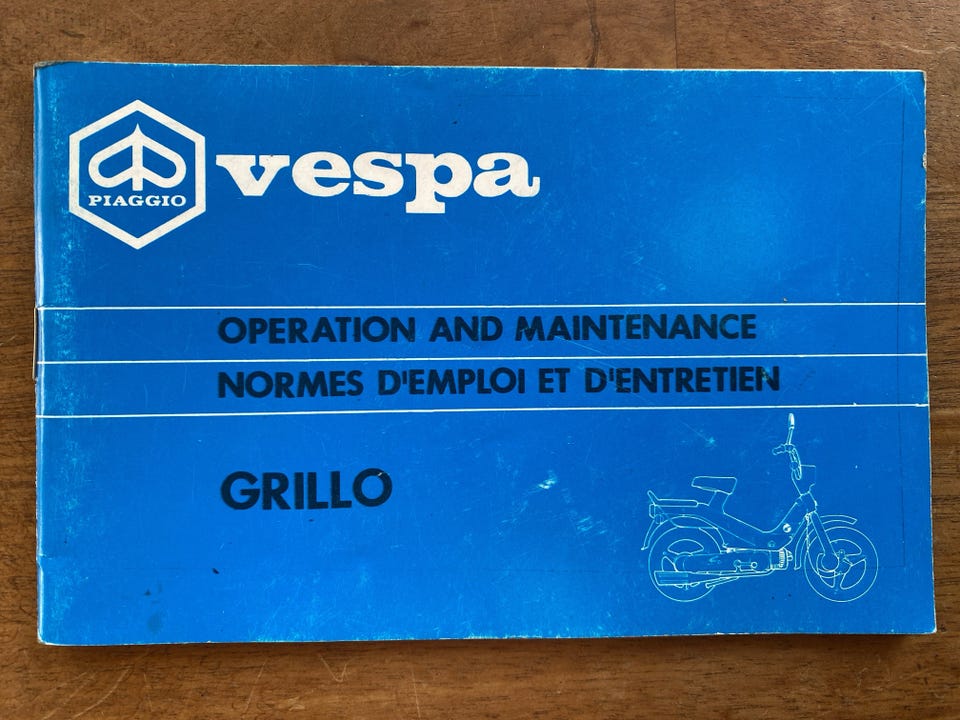 PIAGGIO
vespa
OPERATION AND MAINTENANCE
NORMES D'EMPLOI ET D'ENTRETIEN
GRILLO